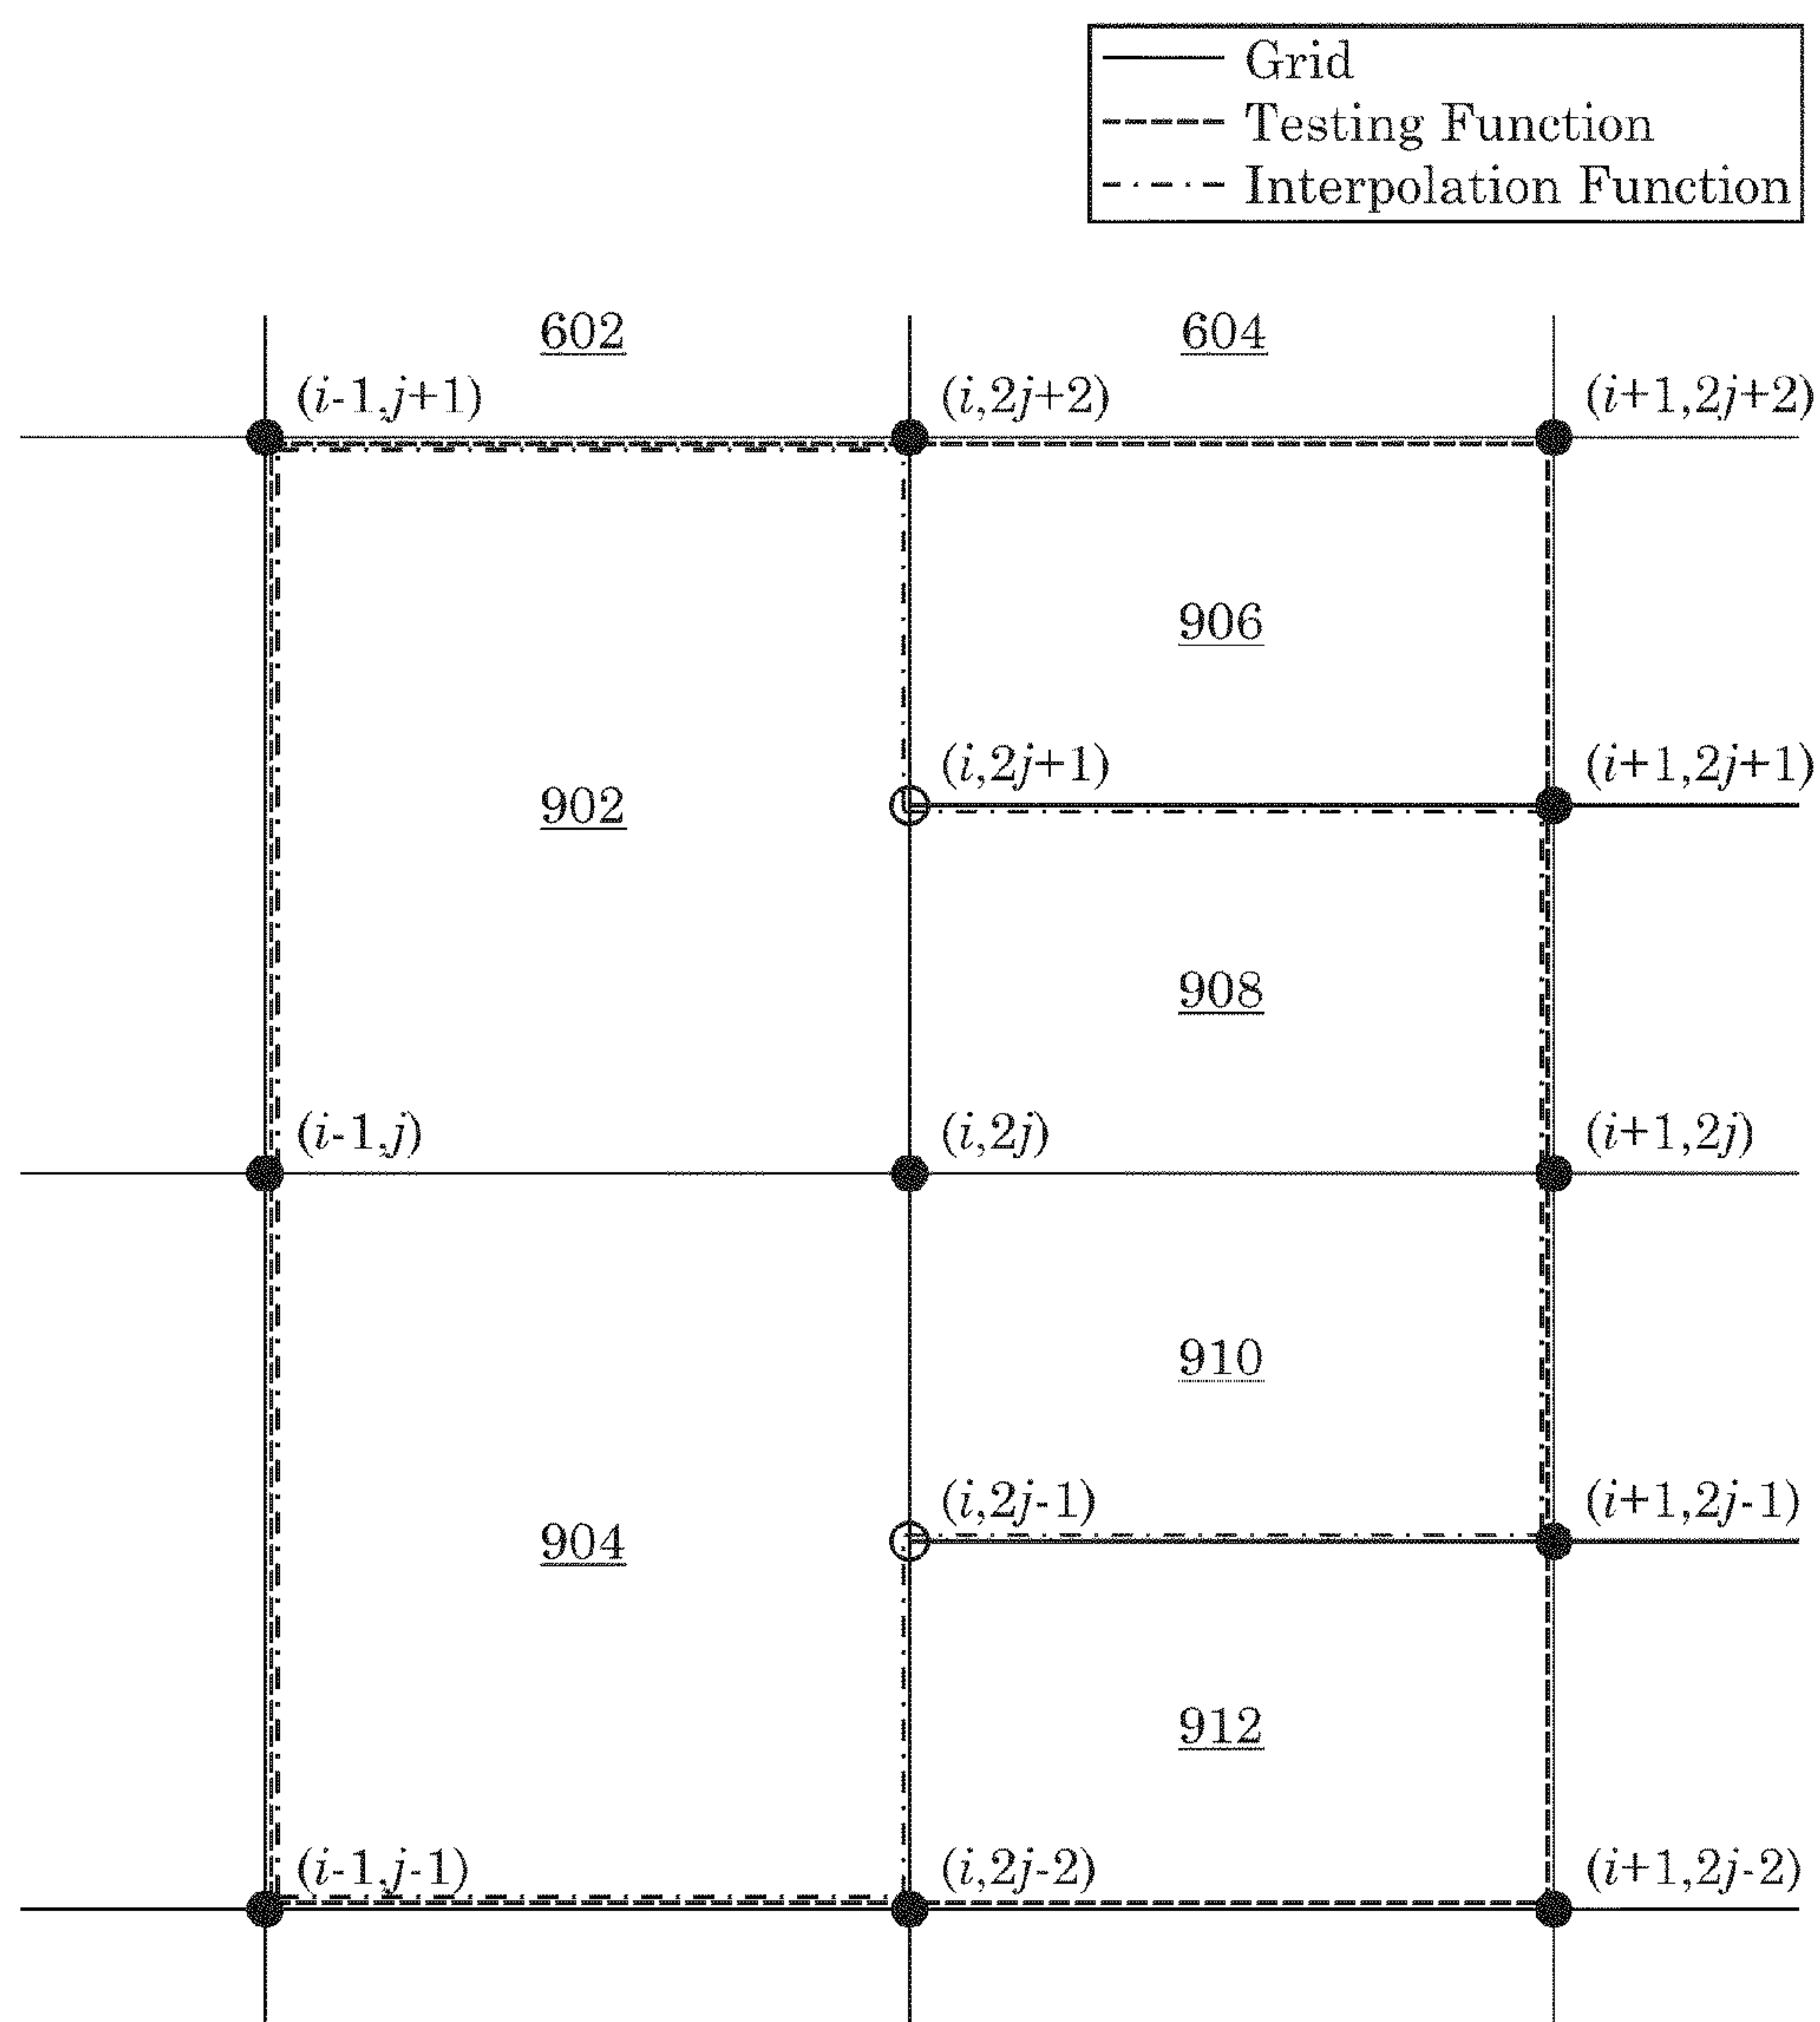 Grid
Testing Function
Interpolation Function
602 604
(i-1,j+1) (i,2j+2) (i+1,2j+2)
906
(i,2j+1) (i+1,2j+1)
902
908
(i-1,j) (i,2j) (i+1,2j)
910
(i,2j-1) (i+1,2j-1)
904
912
(i-1,j-1) (i,2j-2) (i+1,2j-2)